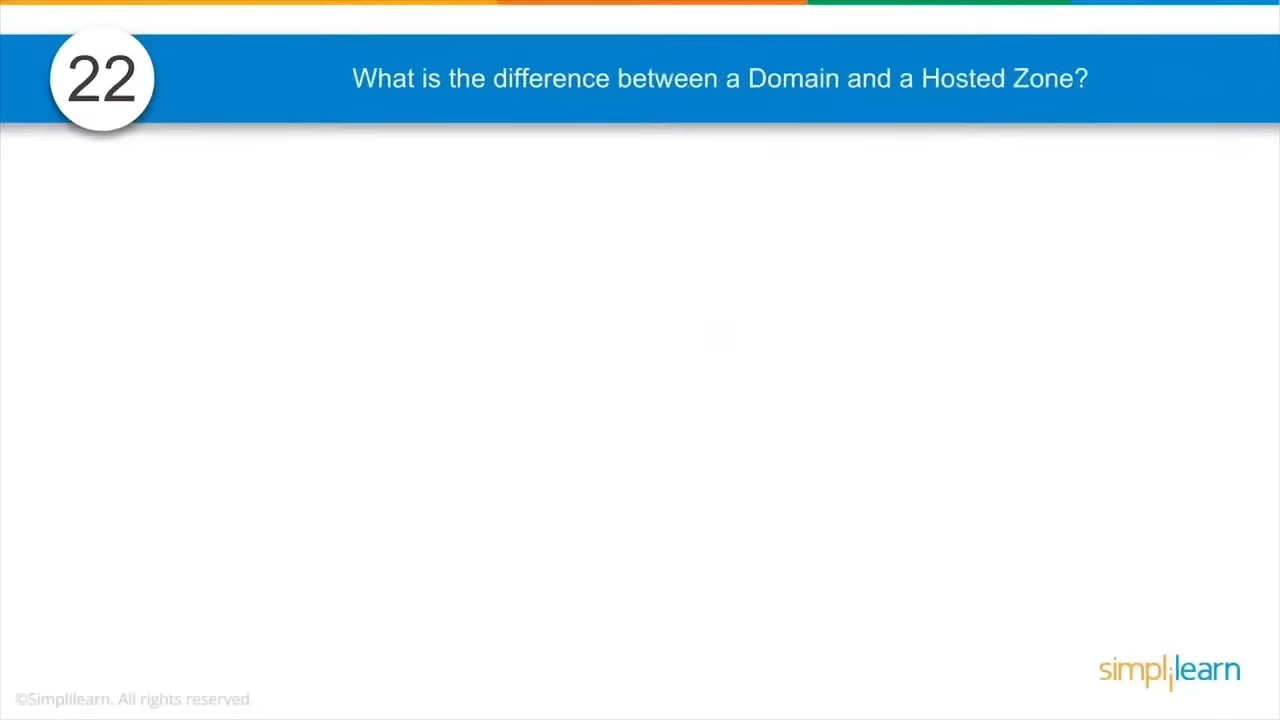 22
What is the difference between a Domain and a Hosted Zone?
simplilearn
©Simplilearn. All rights reserved.